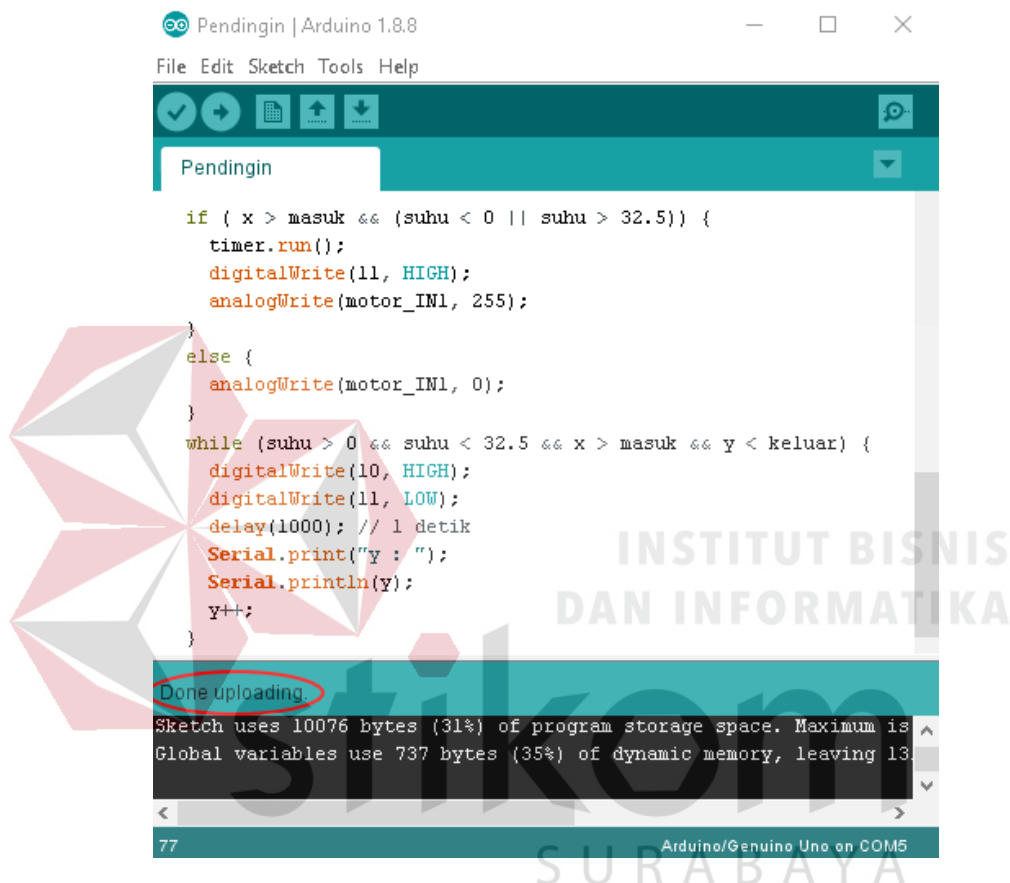 Pendingin | Arduino 1.8.8
File Edit Sketch Tools Help
Pendingin
if ( x > masuk && (suhu < 0 || suhu > 32.5)) {
timer.run();
digitalWrite(11, HIGH);
analogWrite(motor_IN1, 255);
}
else {
analogWrite(motor_IN1, 0);
}
while (suhu > 0 && suhu < 32.5 && x > masuk && y < keluar) {
digitalWrite(10, HIGH);
digitalWrite(11, LOW);
delay(1000); // 1 detik
Serial.print("y : ");
Serial.println(y);
y++;
}
INSTITUT BISNIS
DAN INFORMATIKA
stikom
SURABAYA
Done uploading.
Sketch uses 10076 bytes (31%) of program storage space. Maximum is
Global variables use 737 bytes (35%) of dynamic memory, leaving 13
77
Arduino/Genuino Uno on COM5